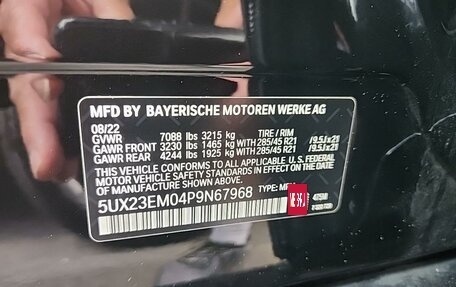 MFD BY BAYERISCHE MOTOREN WERKE AG
08/22
GVWR 7088 lbs 3215 kg TIRE / RIM
GAWR FRONT 3230 lbs 1465 kg WITH 285/45 R21 /9.5Jx21
GAWR REAR 4244 lbs 1925 kg WITH 285/45 R21 /9.5Jx21
THIS VEHICLE CONFORMS TO ALL APPLICABLE U.S. FEDERAL
MOTOR VEHICLE SAFETY STANDARDS IN EFFECT ON THE DATE OF
MANUFACTURE SHOWN ABOVE.
5UX23EM04P9N67968 TYPE: